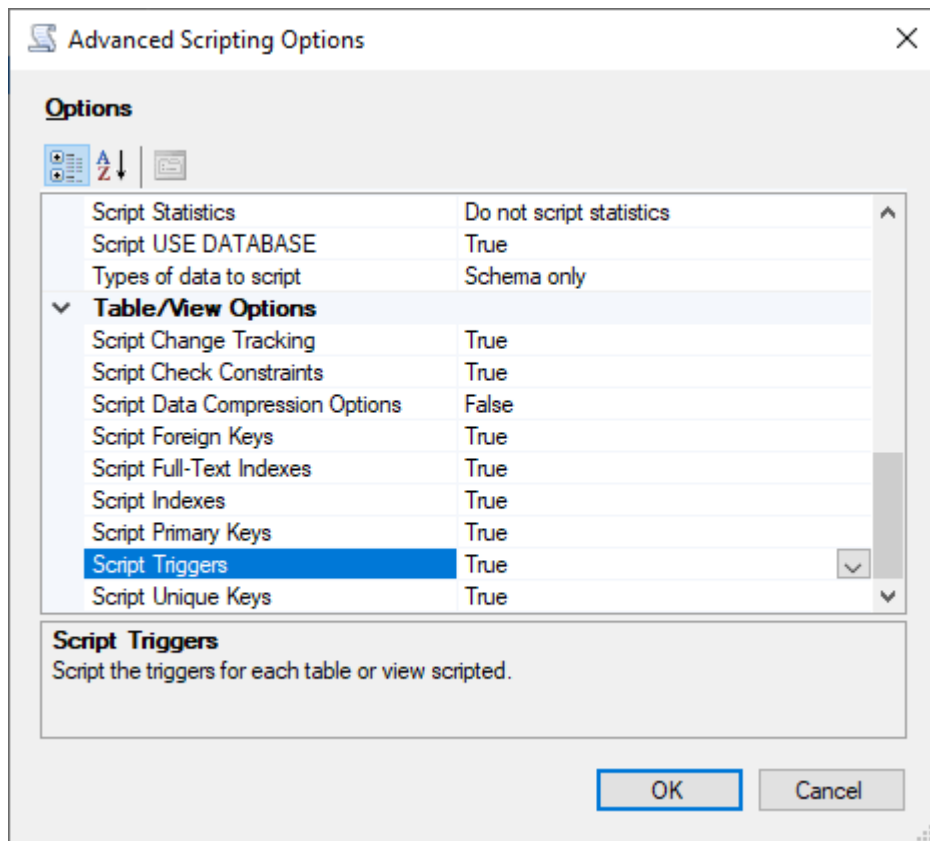 Advanced Scripting Options
Options
Script Statistics Do not script statistics
Script USE DATABASE True
Types of data to script Schema only
Table/View Options
Script Change Tracking True
Script Check Constraints True
Script Data Compression Options False
Script Foreign Keys True
Script Full-Text Indexes True
Script Indexes True
Script Primary Keys True
Script Triggers True
Script Unique Keys True
Script Triggers
Script the triggers for each table or view scripted.
OK Cancel